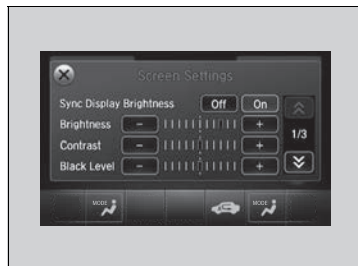 Screen Settings
Sync Display Brightness Off On
Brightness - +
1/3
Contrast - +
Black Level - +
MODE MODE